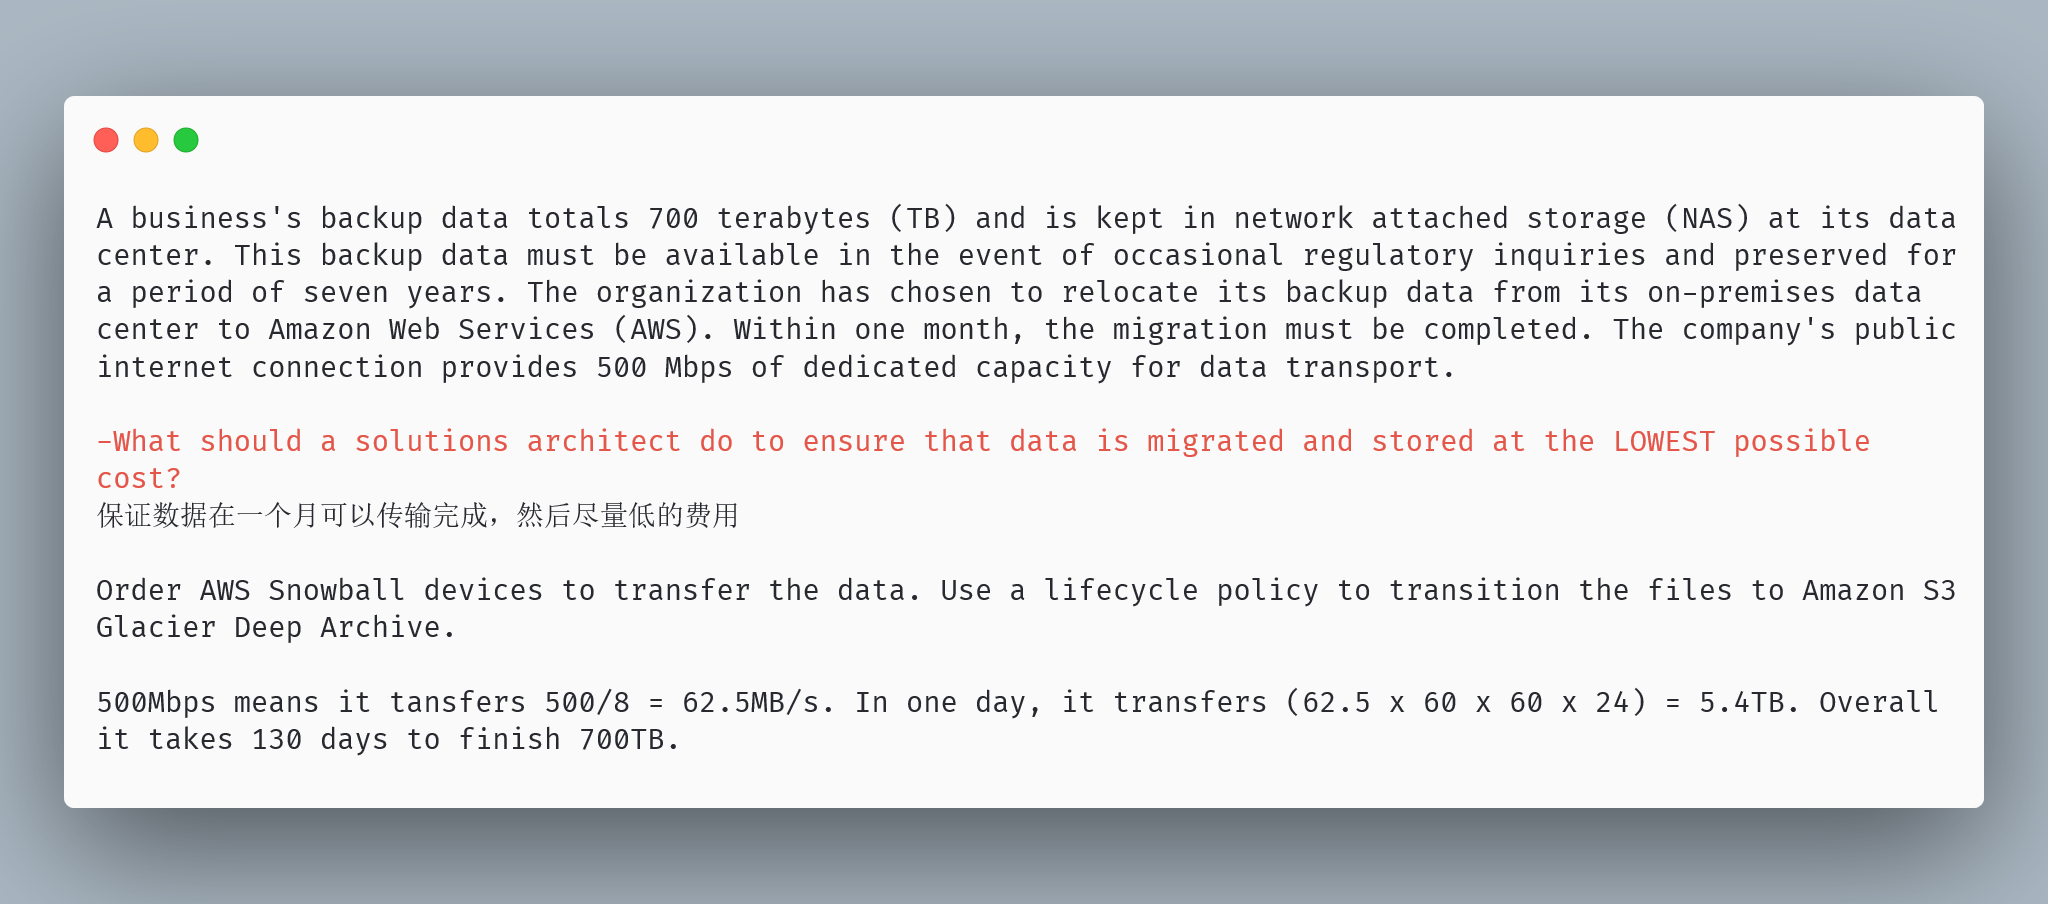 A business's backup data totals 700 terabytes (TB) and is kept in network attached storage (NAS) at its data
center. This backup data must be available in the event of occasional regulatory inquiries and preserved for
a period of seven years. The organization has chosen to relocate its backup data from its on-premises data
center to Amazon Web Services (AWS). Within one month, the migration must be completed. The company's public
internet connection provides 500 Mbps of dedicated capacity for data transport.
-What should a solutions architect do to ensure that data is migrated and stored at the LOWEST possible
cost?
保证数据在一个月可以传输完成，然后尽量低的费用
Order AWS Snowball devices to transfer the data. Use a lifecycle policy to transition the files to Amazon S3
Glacier Deep Archive.
500Mbps means it tansfers 500/8 = 62.5MB/s. In one day, it transfers (62.5 x 60 x 60 x 24) = 5.4TB. Overall
it takes 130 days to finish 700TB.